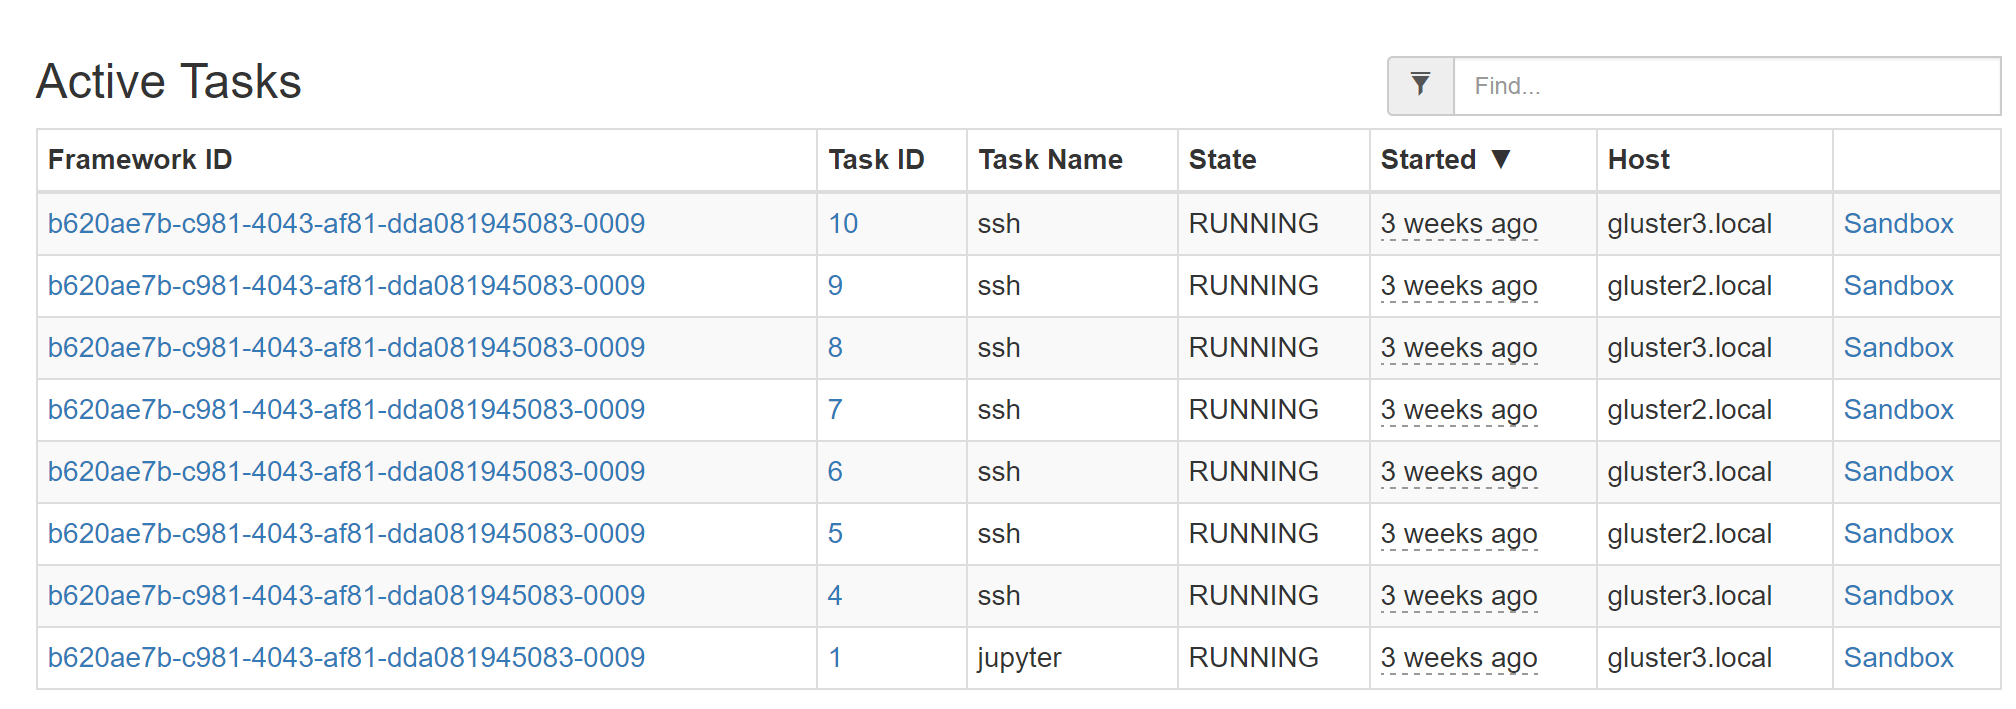 Active Tasks
Find...
Framework ID Task ID Task Name State Started ▼ Host
b620ae7b-c981-4043-af81-dda081945083-0009 10 ssh RUNNING 3 weeks ago gluster3.local Sandbox
b620ae7b-c981-4043-af81-dda081945083-0009 9 ssh RUNNING 3 weeks ago gluster2.local Sandbox
b620ae7b-c981-4043-af81-dda081945083-0009 8 ssh RUNNING 3 weeks ago gluster3.local Sandbox
b620ae7b-c981-4043-af81-dda081945083-0009 7 ssh RUNNING 3 weeks ago gluster2.local Sandbox
b620ae7b-c981-4043-af81-dda081945083-0009 6 ssh RUNNING 3 weeks ago gluster3.local Sandbox
b620ae7b-c981-4043-af81-dda081945083-0009 5 ssh RUNNING 3 weeks ago gluster2.local Sandbox
b620ae7b-c981-4043-af81-dda081945083-0009 4 ssh RUNNING 3 weeks ago gluster3.local Sandbox
b620ae7b-c981-4043-af81-dda081945083-0009 1 jupyter RUNNING 3 weeks ago gluster3.local Sandbox